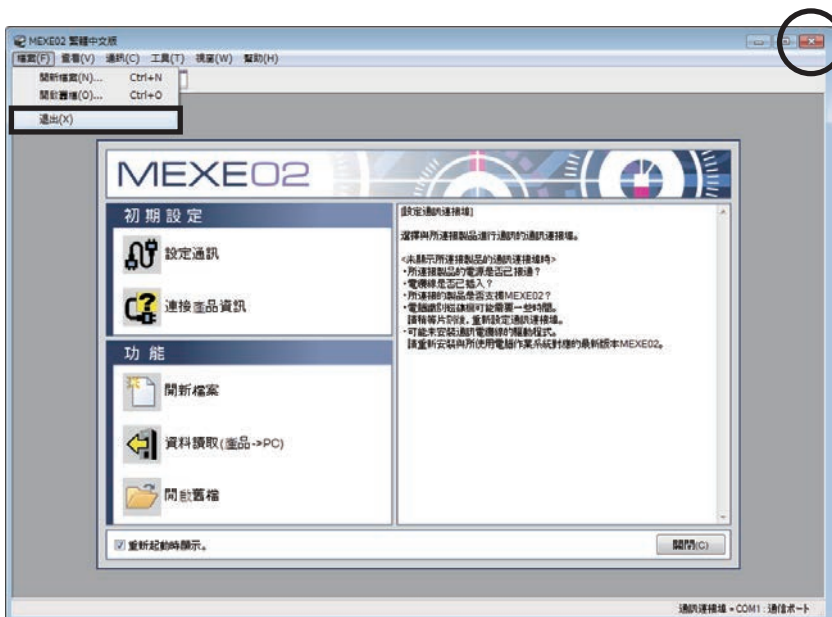 MEXE02 繁體中文版
檔案(F) 查看(V) 通訊(C) 工具(T) 視窗(W) 幫助(H)
開新檔案(N)... Ctrl+N
開啟舊檔(O)... Ctrl+O
退出(X)
MEXE02
初期設定
設定通訊
連接產品資訊
功能
開新檔案
資料讀取(產品->PC)
開啟舊檔
[設定通訊連接埠]
選擇與所連接製品進行通訊的通訊連接埠。
<未顯示所連接製品的通訊連接埠時>
・所連接製品的電源是否已接通？
・電纜線是否已插入？
・所連接的製品是否支援MEXE02？
・電腦識別電纜線可能需要一些時間。
請稍等片刻後，重新設定通訊連接埠。
・可能未安裝通訊電纜線的驅動程式。
請重新安裝與所使用電腦作業系統對應的最新版本MEXE02。
重新起動時顯示。
關閉(C)
通訊連接埠 = COM1 : 通信ポート